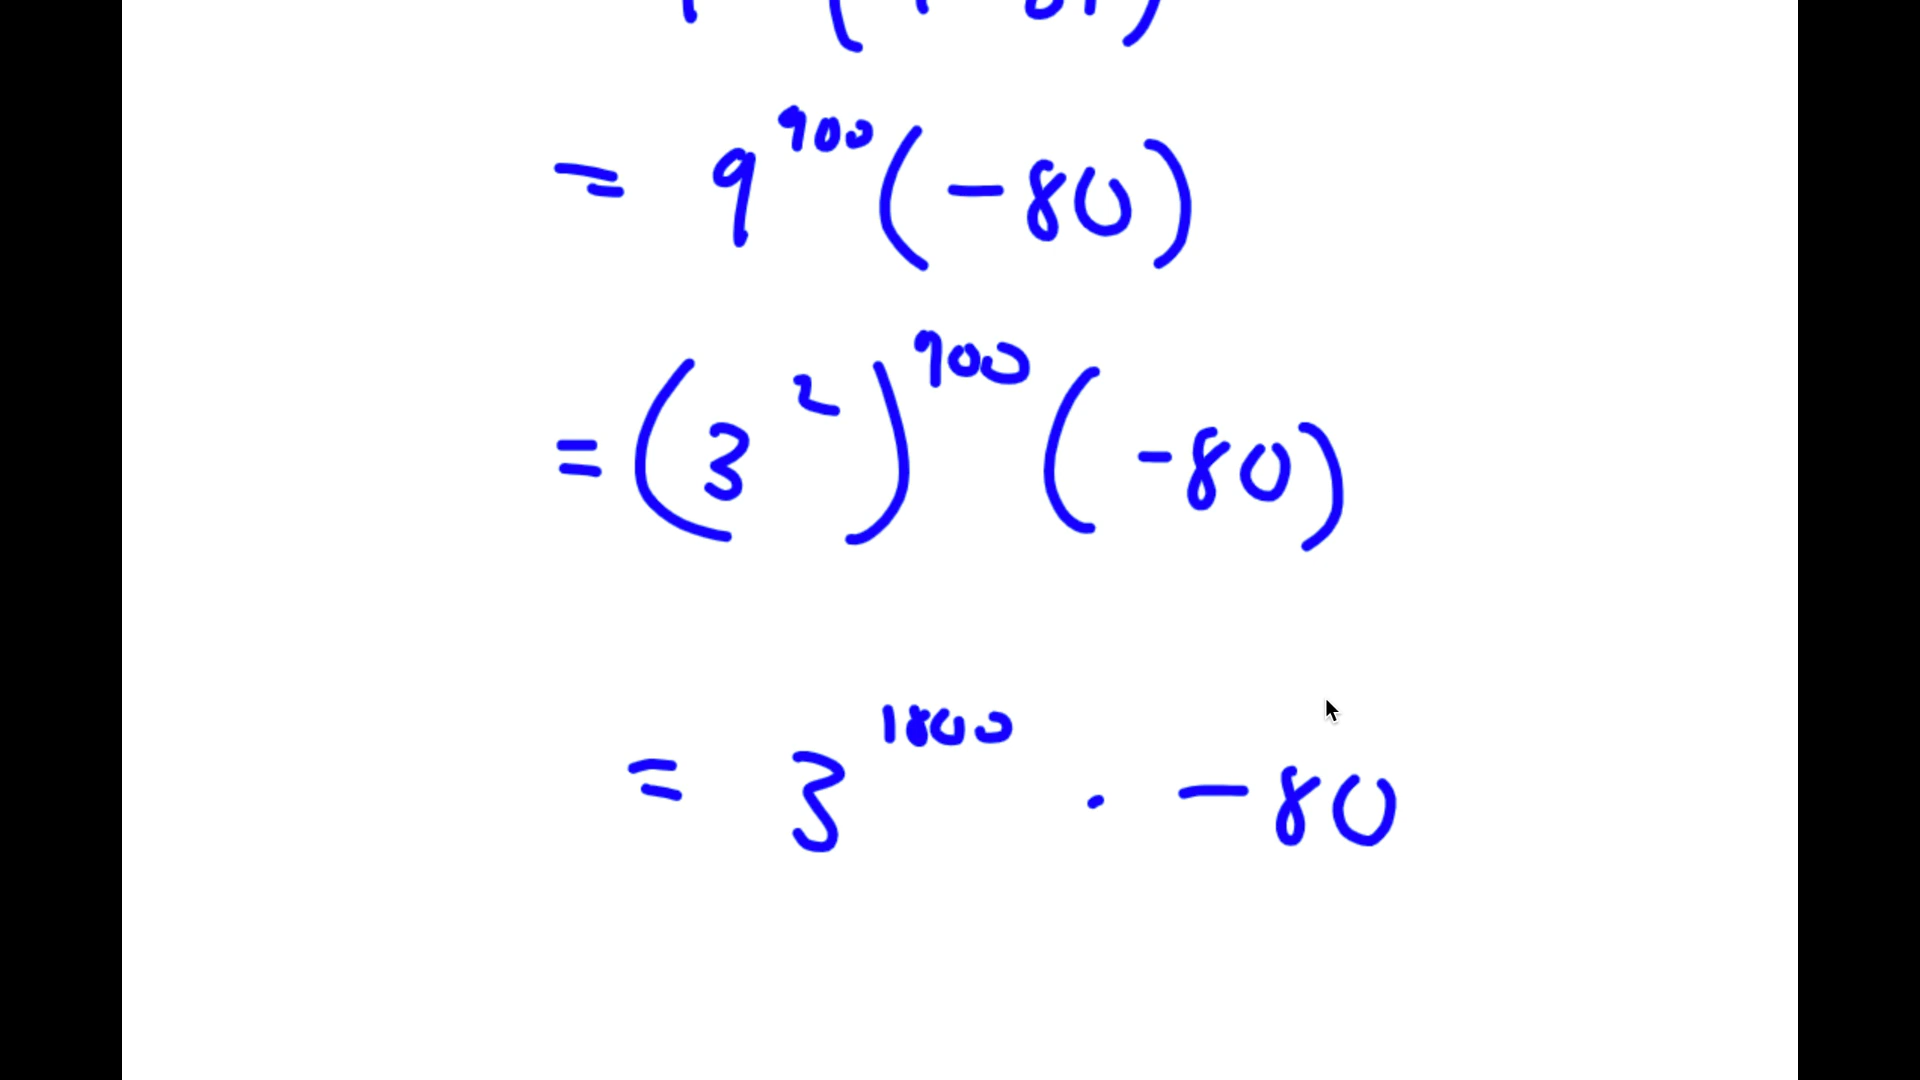 = 9^900 (-80)
= (3^2)^900 (-80)
= 3^1800 · -80